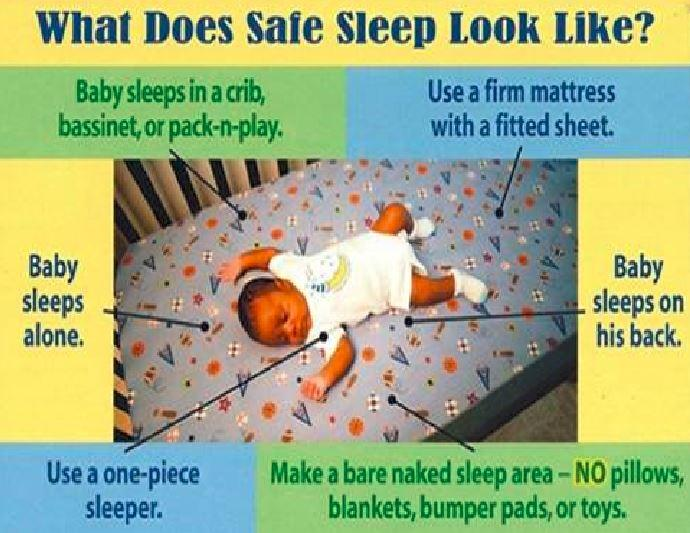 What Does Safe Sleep Look Like?
Baby sleeps in a crib,
bassinet, or pack-n-play.
Use a firm mattress
with a fitted sheet.
Baby
sleeps
alone.
Baby
sleeps on
his back.
Use a one-piece
sleeper.
Make a bare naked sleep area – NO pillows,
blankets, bumper pads, or toys.